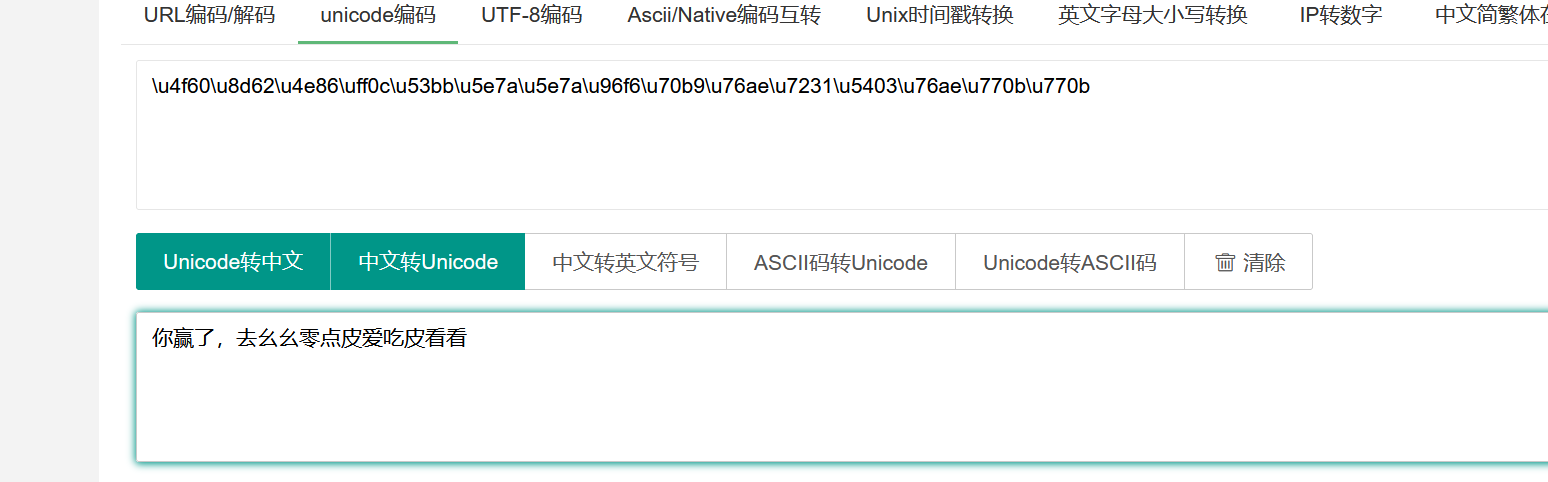 URL编码/解码 unicode编码 UTF-8编码 Ascii/Native编码互转 Unix时间戳转换 英文字母大小写转换 IP转数字 中文简繁体
\u4f60\u8d62\u4e86\uff0c\u53bb\u5e7a\u5e7a\u96f6\u70b9\u76ae\u7231\u5403\u76ae\u770b\u770b
Unicode转中文 中文转Unicode 中文转英文符号 ASCII码转Unicode Unicode转ASCII码 清除
你赢了，去幺幺零点皮爱吃皮看看